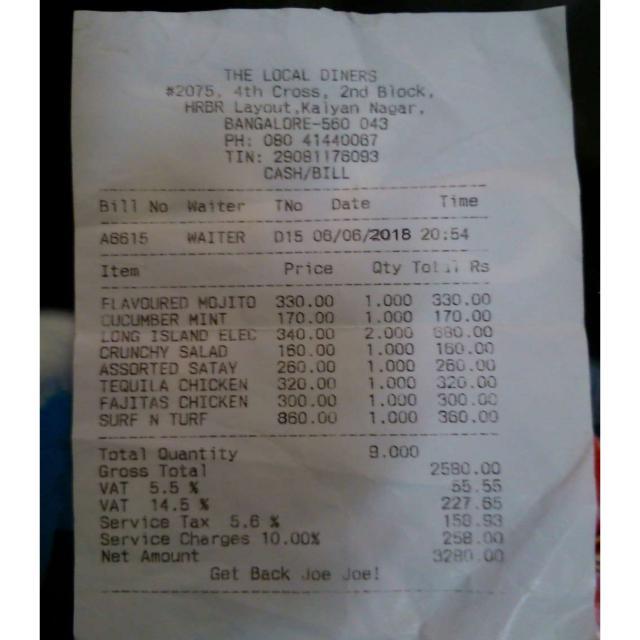 THE LOCAL DINERS
#2075, 4th Cross, 2nd Block,
HRBR Layout,Kalyan Nagar,
BANGALORE-560 043
PH: 080 41440067
TIN: 29081176093
CASH/BILL
Bill No Waiter TNo Date Time
A6615 WAITER D15 06/06/2018 20:54
Item Price Qty Total Rs
FLAVOURED MOJITO 330.00 1.000 330.00
CUCUMBER MINT 170.00 1.000 170.00
LONG ISLAND ELEC 340.00 2.000 680.00
CRUNCHY SALAD 160.00 1.000 160.00
ASSORTED SATAY 260.00 1.000 260.00
TEQUILA CHICKEN 320.00 1.000 320.00
FAJITAS CHICKEN 300.00 1.000 300.00
SURF N TURF 860.00 1.000 360.00
Total Quantity 9.000
Gross Total 2580.00
VAT 5.5 % 55.55
VAT 14.5 % 227.65
Service Tax 5.6 % 158.93
Service Charges 10.00% 258.00
Net Amount 3280.00
Get Back Joe Joe!